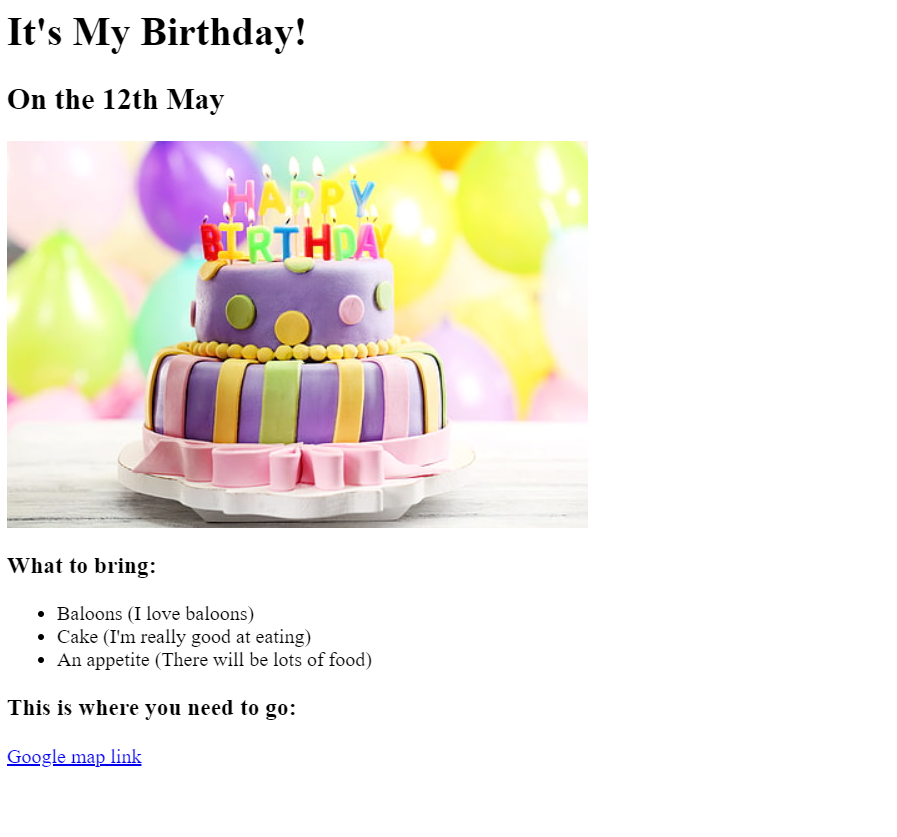 It's My Birthday!
On the 12th May
HAPPY
BIRTHDAY
What to bring:
Baloons (I love baloons)
Cake (I'm really good at eating)
An appetite (There will be lots of food)
This is where you need to go:
Google map link